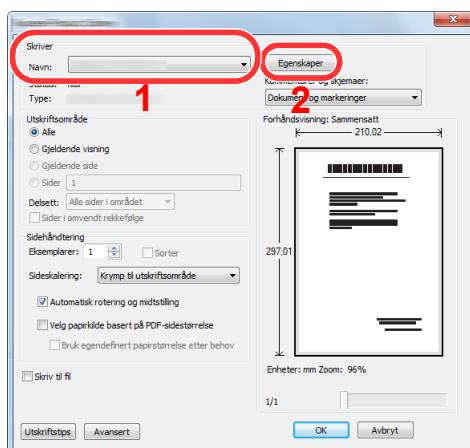 Skriver
Navn:
Egenskaper
1
2
Status: Klar
Kommentarer og skjemaer:
Type:
Dokument og markeringer
Utskriftsområde
Alle
Gjeldende visning
Gjeldende side
Sider 1
Delsett: Alle sider i området
Sider i omvendt rekkefølge
Sidehåndtering
Eksemplarer: 1 Sorter
Sideskalering: Krymp til utskriftsområde
Automatisk rotering og midtstilling
Velg papirkilde basert på PDF-sidestørrelse
Bruk egendefinert papirstørrelse etter behov
Skriv til fil
Forhåndsvisning: Sammensatt
210,02
297,01
Enheter: mm Zoom: 96%
1/1
Utskriftstips Avansert
OK Avbryt